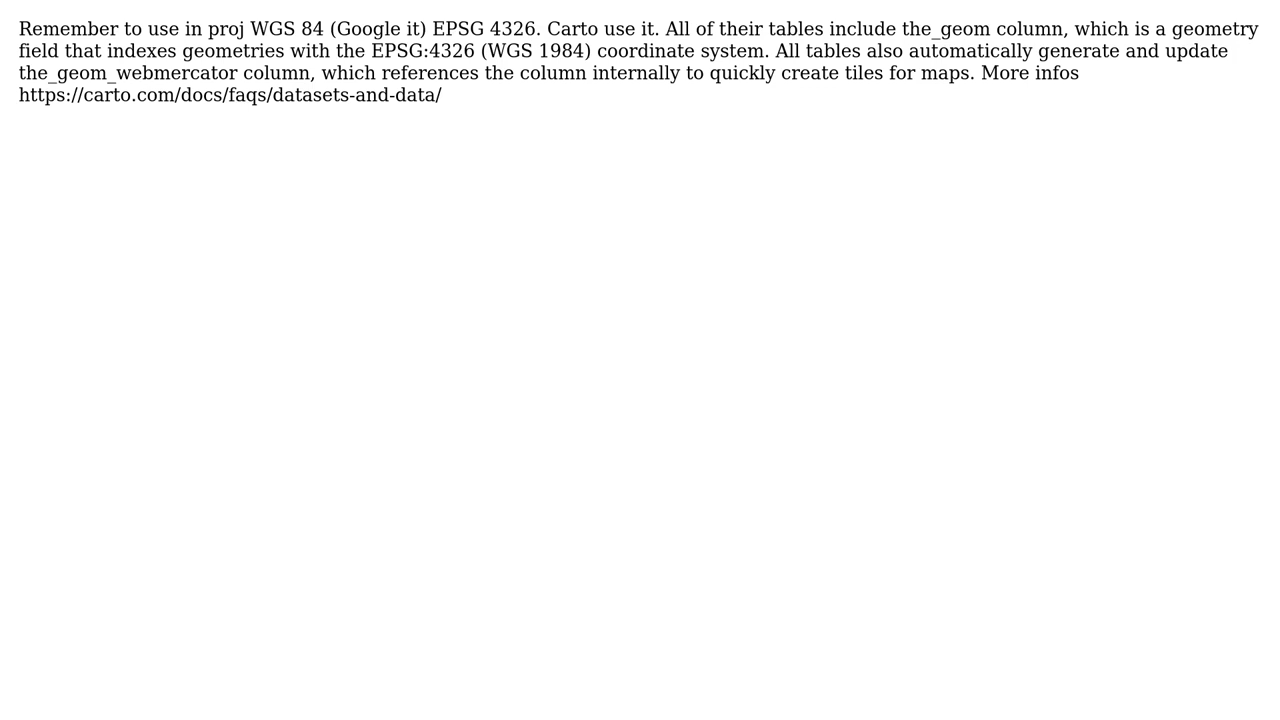 Remember to use in proj WGS 84 (Google it) EPSG 4326. Carto use it. All of their tables include the_geom column, which is a geometry
field that indexes geometries with the EPSG:4326 (WGS 1984) coordinate system. All tables also automatically generate and update
the_geom_webmercator column, which references the column internally to quickly create tiles for maps. More infos
https://carto.com/docs/faqs/datasets-and-data/